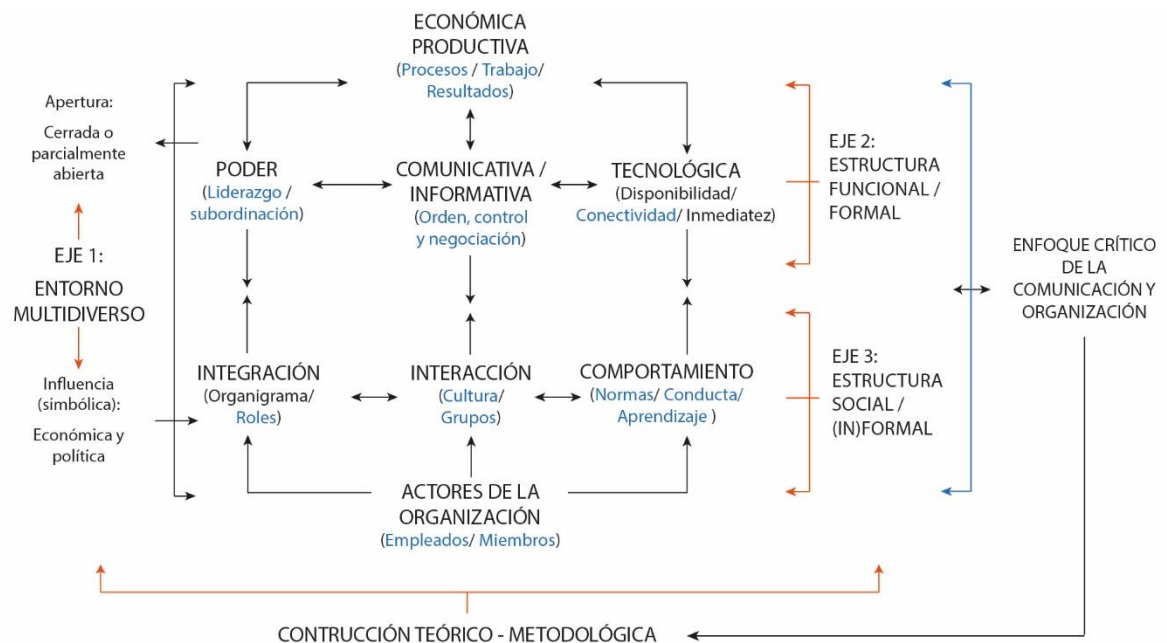 ECONÓMICA
PRODUCTIVA
(Procesos / Trabajo/
Resultados)
Apertura:
Cerrada o
parcialmente
abierta
PODER
(Liderazgo /
subordinación)
COMUNICATIVA /
INFORMATIVA
(Orden, control
y negociación)
TECNOLÓGICA
(Disponibilidad/
Conectividad/ Inmediatez)
EJE 2:
ESTRUCTURA
FUNCIONAL /
FORMAL
EJE 1:
ENTORNO
MULTIDIVERSO
ENFOQUE CRÍTICO
DE LA
COMUNICACIÓN Y
ORGANIZACIÓN
Influencia
(simbólica):
Económica y
política
INTEGRACIÓN
(Organigrama/
Roles)
INTERACCIÓN
(Cultura/
Grupos)
COMPORTAMIENTO
(Normas/ Conducta/
Aprendizaje )
EJE 3:
ESTRUCTURA
SOCIAL /
(IN)FORMAL
ACTORES DE LA
ORGANIZACIÓN
(Empleados/ Miembros)
CONTRUCCIÓN TEÓRICO - METODOLÓGICA